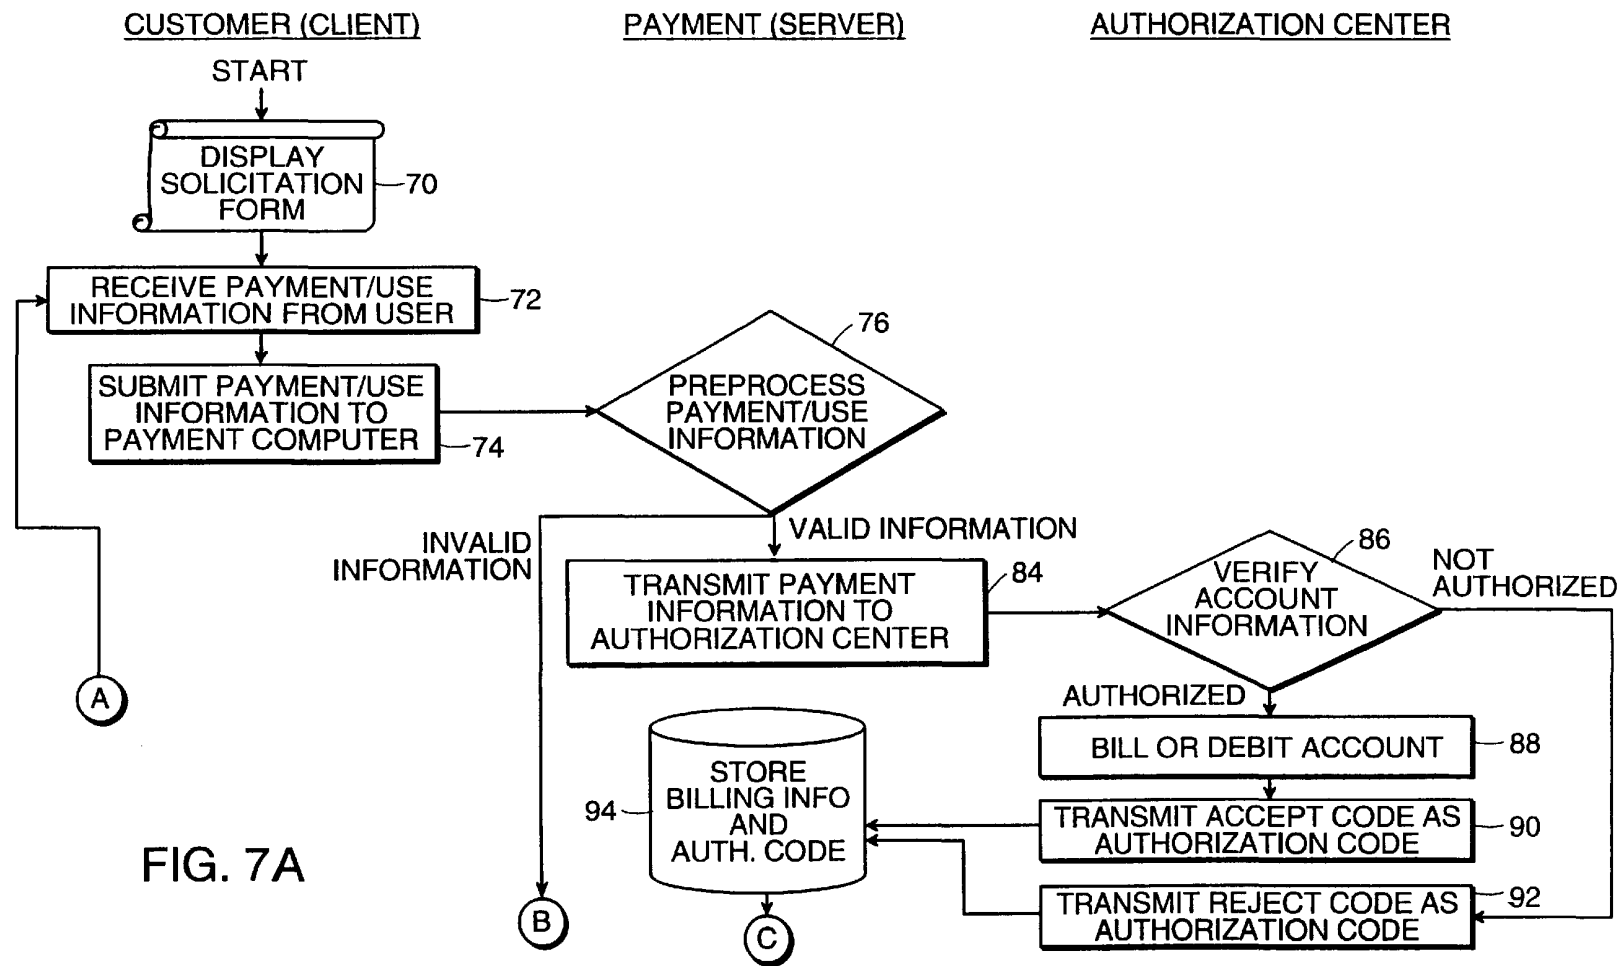 CUSTOMER (CLIENT)
PAYMENT (SERVER)
AUTHORIZATION CENTER
START
DISPLAY
SOLICITATION
FORM
70
RECEIVE PAYMENT/USE
INFORMATION FROM USER
72
SUBMIT PAYMENT/USE
INFORMATION TO
PAYMENT COMPUTER
74
76
PREPROCESS
PAYMENT/USE
INFORMATION
INVALID
INFORMATION
VALID INFORMATION
TRANSMIT PAYMENT
INFORMATION TO
AUTHORIZATION CENTER
84
86
VERIFY
ACCOUNT
INFORMATION
NOT
AUTHORIZED
AUTHORIZED
BILL OR DEBIT ACCOUNT
88
TRANSMIT ACCEPT CODE AS
AUTHORIZATION CODE
90
TRANSMIT REJECT CODE AS
AUTHORIZATION CODE
92
STORE
BILLING INFO
AND
AUTH. CODE
94
A
B
C
FIG. 7A